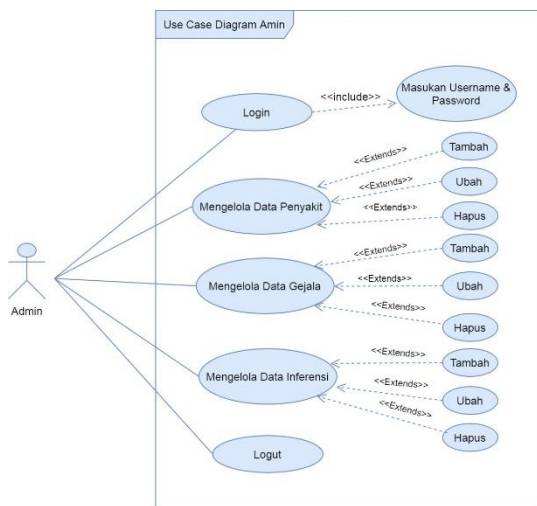 Use Case Diagram Amin
Masukan Username &
Password
<<include>>
Login
Tambah
<<Extends>>
Ubah
<<Extends>>
Mengelola Data Penyakit
<<Extends>>
Hapus
Tambah
<<Extends>>
Mengelola Data Gejala
<<Extends>>
Ubah
<<Extends>>
Hapus
Admin
<<Extends>>
Tambah
Mengelola Data Inferensi
<<Extends>>
Ubah
<<Extends>>
Hapus
Logut